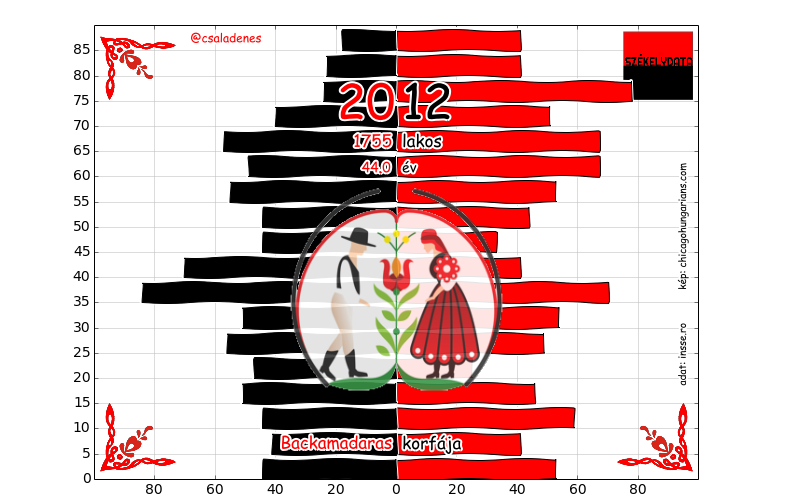 @csaladenes
SZÉKELYDATA
2012
1755 lakos
44.0 év
kép: chicagohungarians.com
adat: insse.ro
Backamadaras korfája
85
80
75
70
65
60
55
50
45
40
35
30
25
20
15
10
5
0
80 60 40 20 0 20 40 60 80